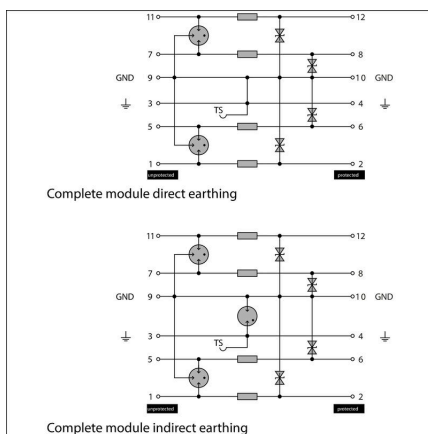 11 12
7 8
GND 9 10 GND
3 4
TS
5 6
1 2
unprotected protected
Complete module direct earthing
11 12
7 8
GND 9 10 GND
3 4
TS
5 6
1 2
unprotected protected
Complete module indirect earthing